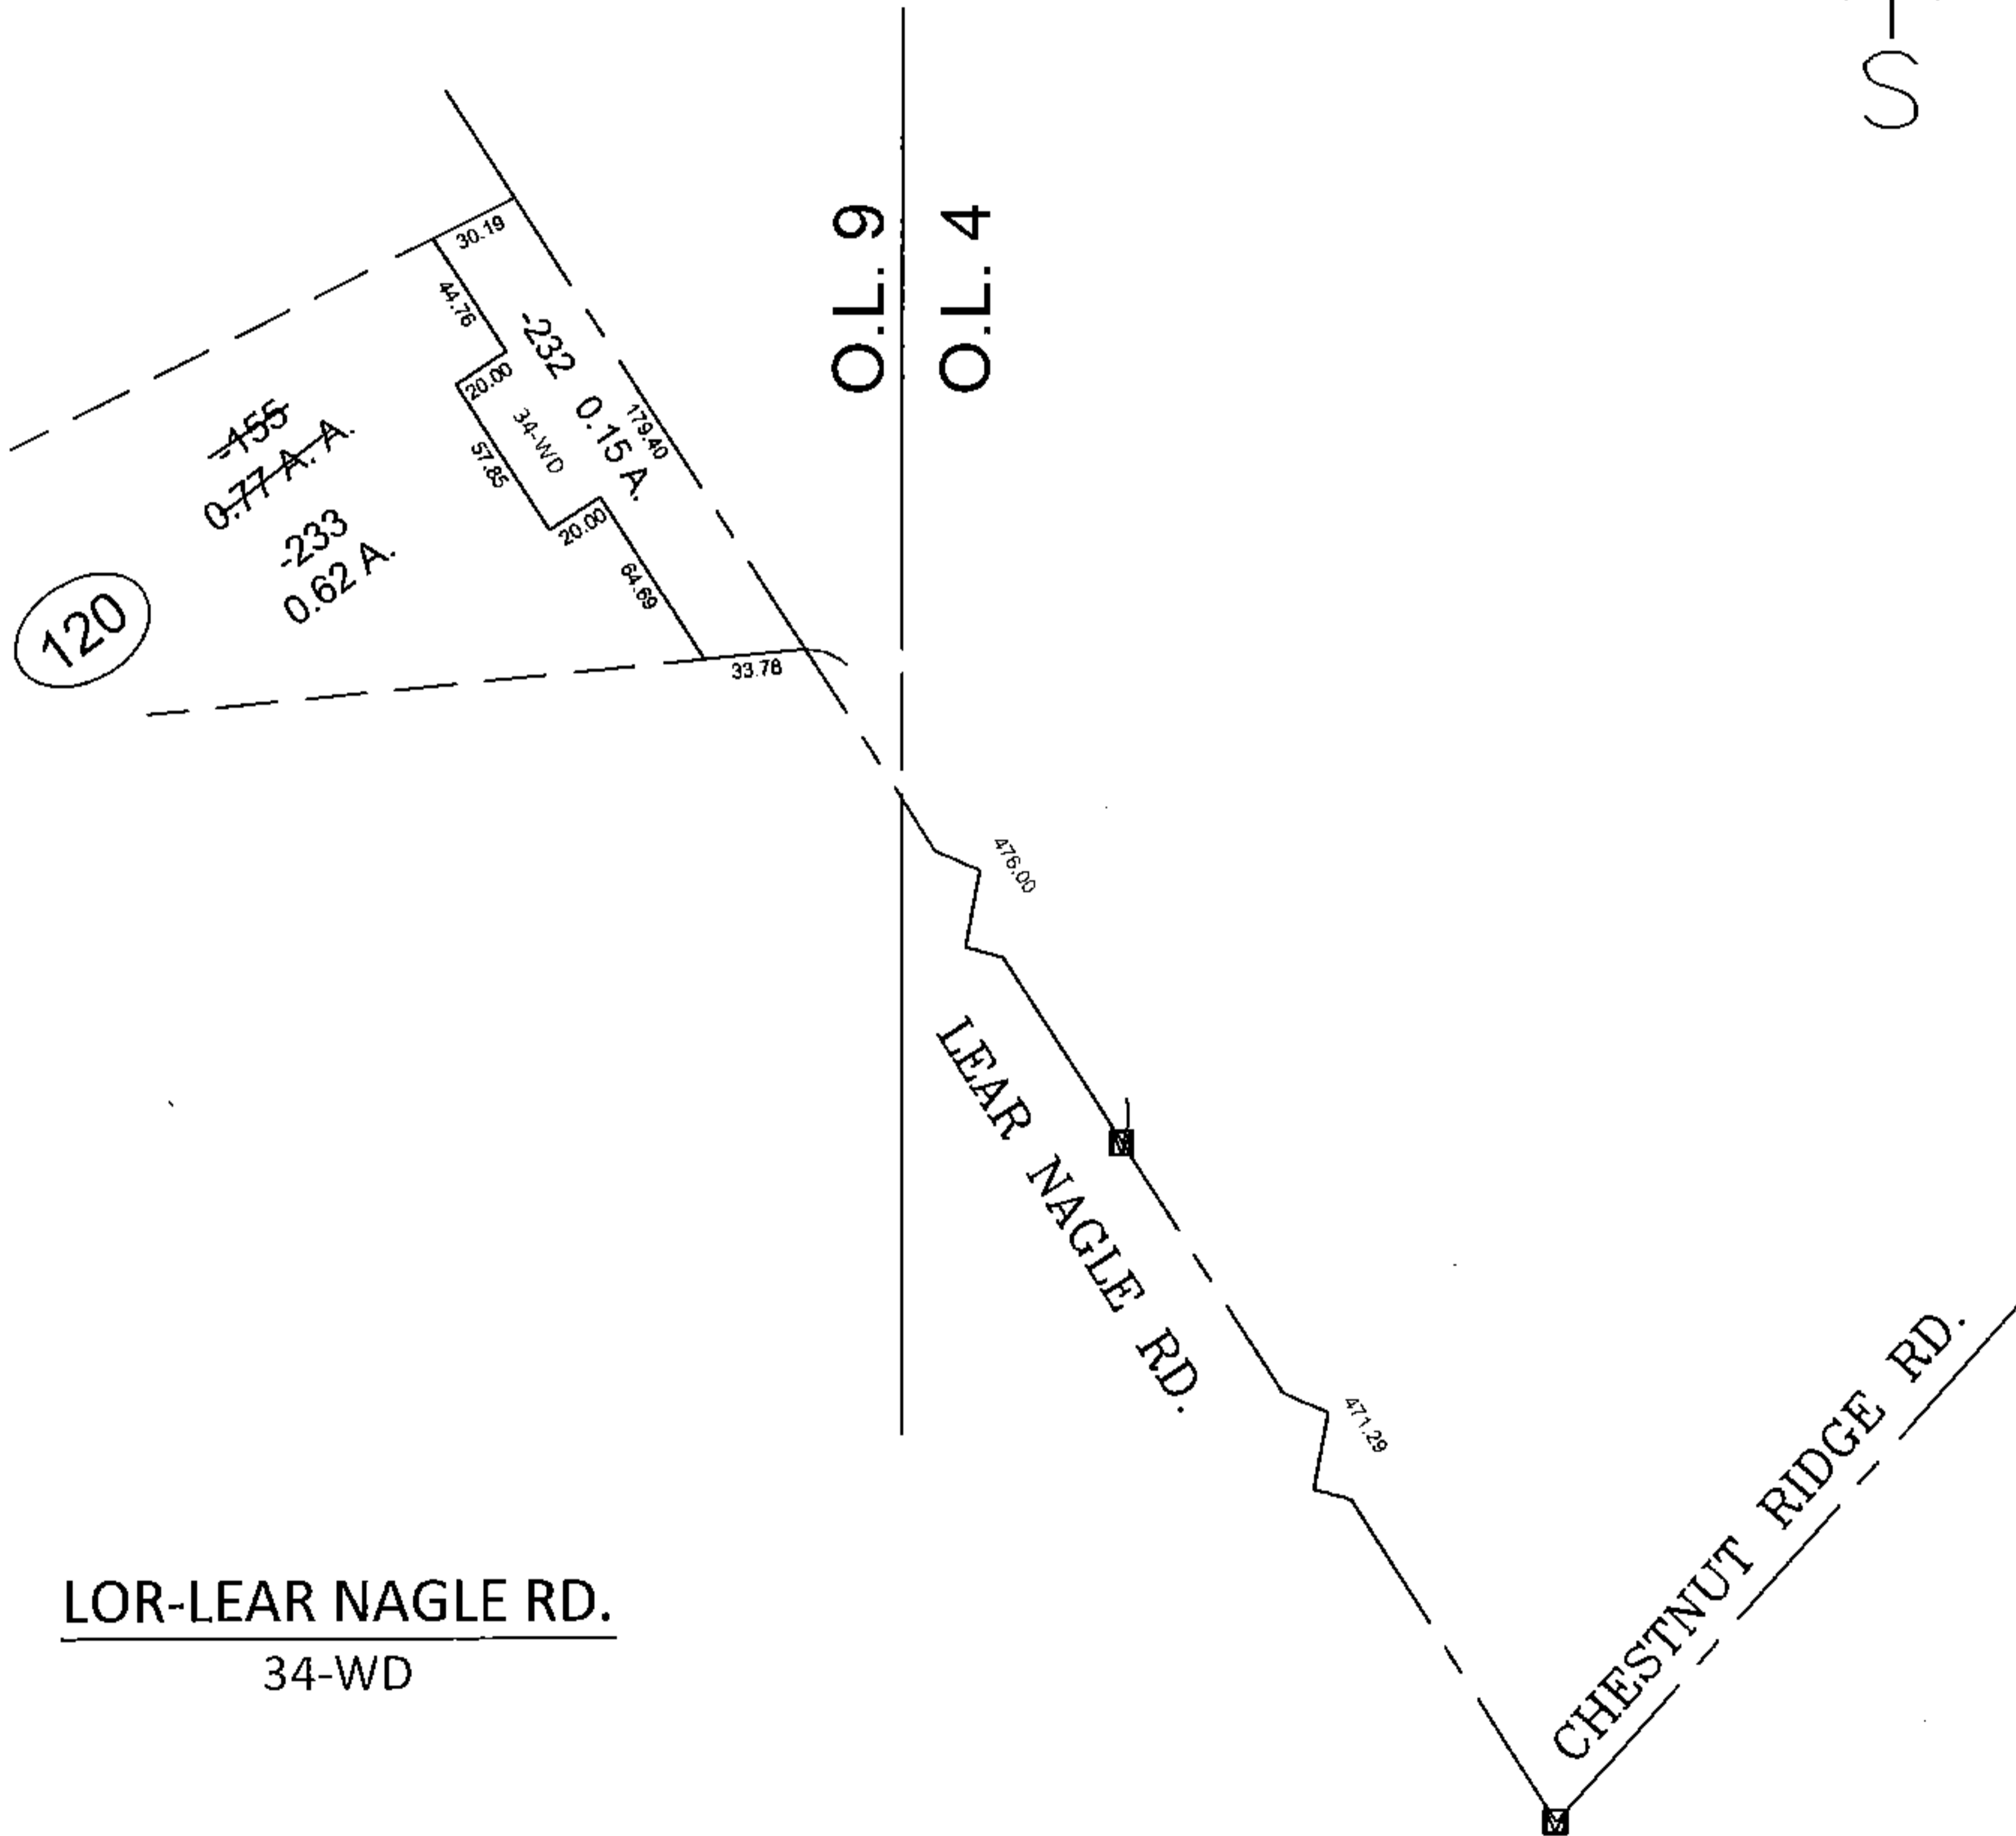 S
O.L. 9
O.L. 4
30.19
44.76
-232 0.15 A.
20.00
34-WD
179.40
57.85
-155
0.77 A. A.
-233
0.62 A.
20.00
64.69
120
33.78
476.00
LEAR NAGLE RD.
M
471.29
CHESTNUT RIDGE RD.
M
LOR-LEAR NAGLE RD.
34-WD